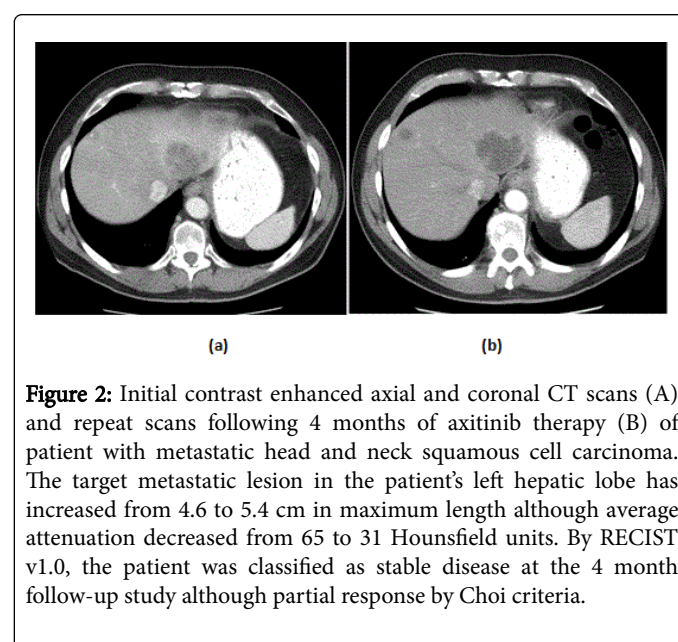 (a) (b)
Figure 2: Initial contrast enhanced axial and coronal CT scans (A)
and repeat scans following 4 months of axitinib therapy (B) of
patient with metastatic head and neck squamous cell carcinoma.
The target metastatic lesion in the patient's left hepatic lobe has
increased from 4.6 to 5.4 cm in maximum length although average
attenuation decreased from 65 to 31 Hounsfield units. By RECIST
v1.0, the patient was classified as stable disease at the 4 month
follow-up study although partial response by Choi criteria.